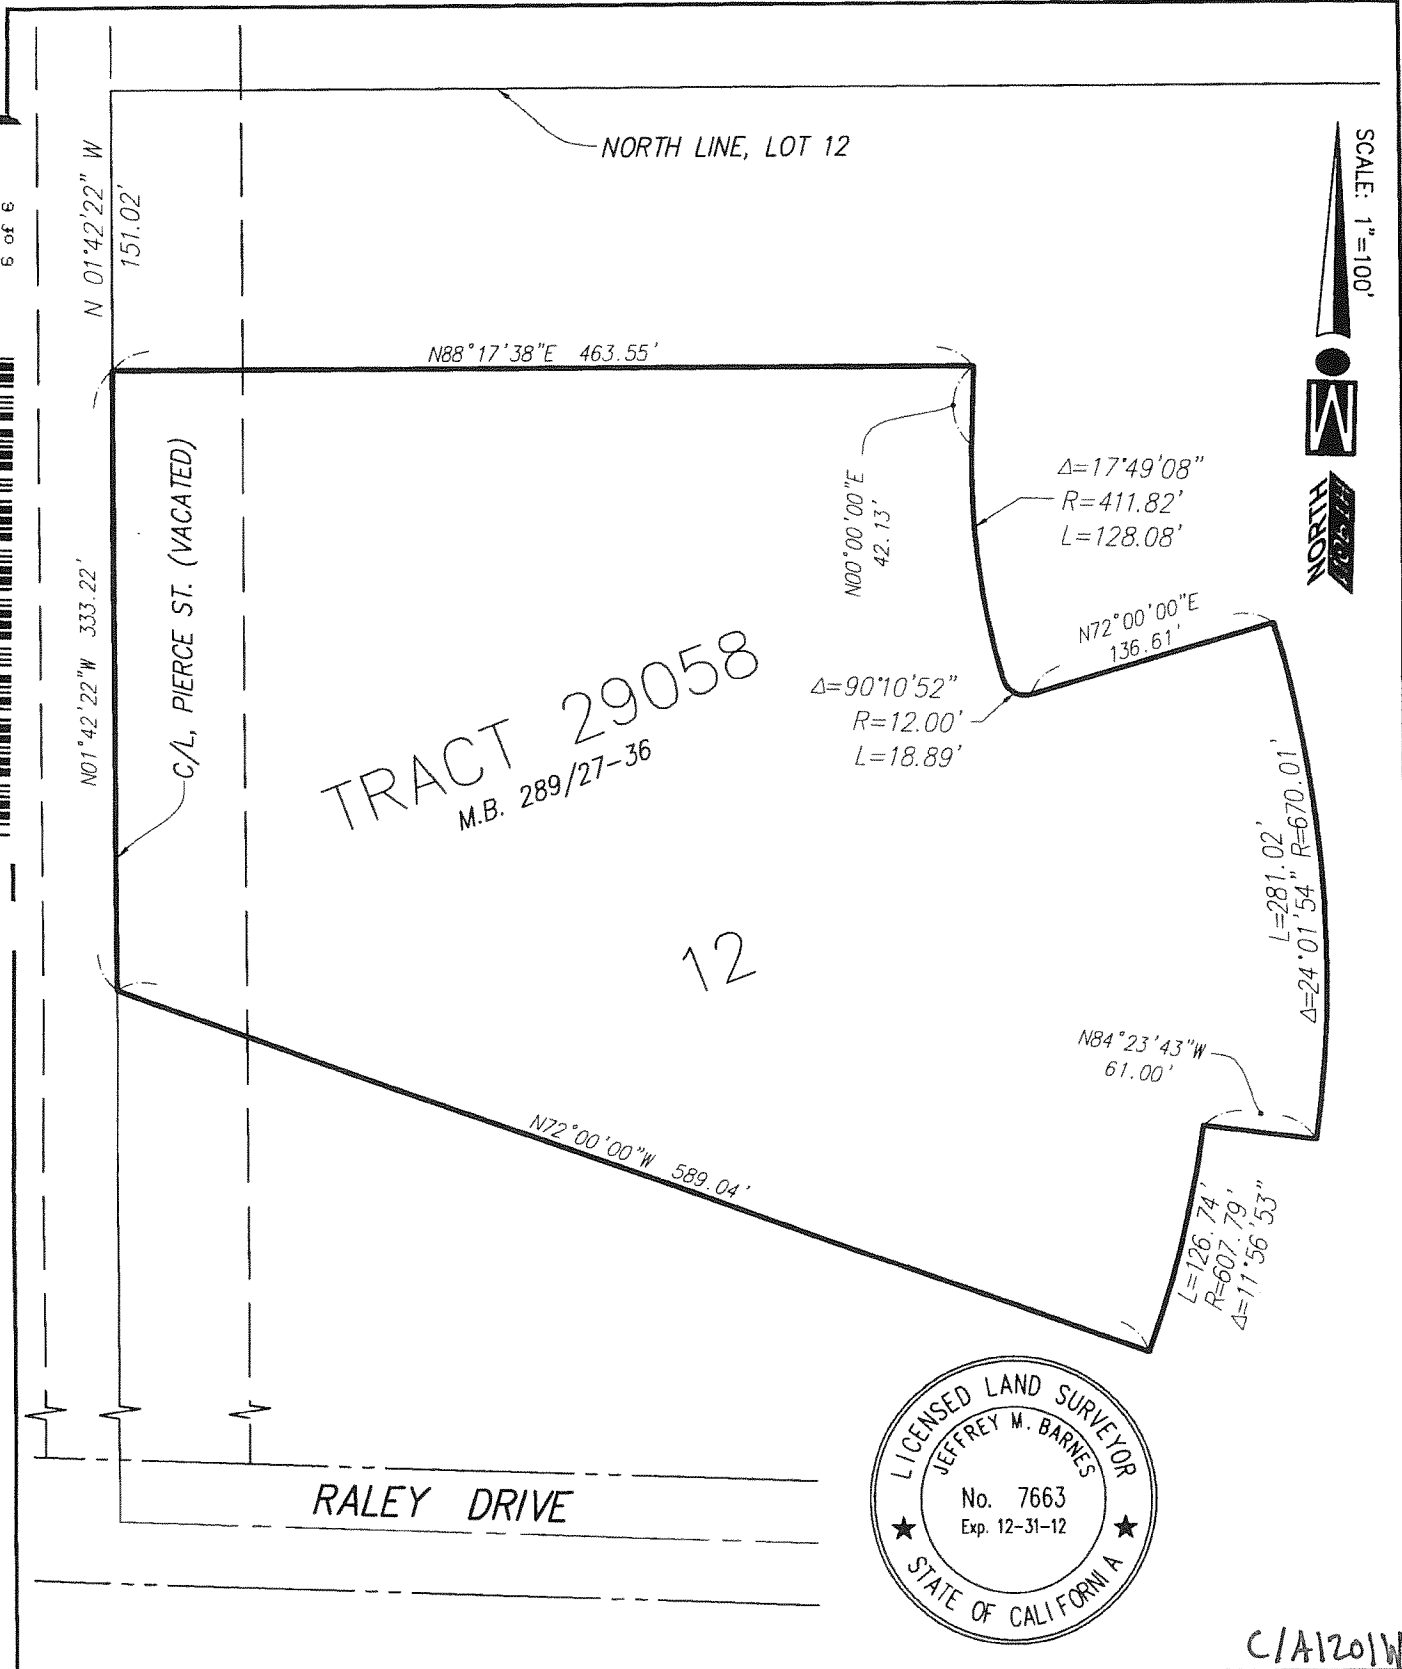 6 of 6
NORTH LINE, LOT 12
SCALE: 1"=100'
N 01°42'22" W
151.02'
N88°17'38"E 463.55'
NORTH
N01°42'22"W 333.22'
C/L, PIERCE ST. (VACATED)
N00°00'00"E
42.13'
Δ=17°49'08"
R=411.82'
L=128.08'
N72°00'00"E
136.61'
Δ=90°10'52"
R=12.00'
L=18.89'
TRACT 29058
M.B. 289/27-36
L=281.02'
Δ=24°01'54" R=670.01'
12
N84°23'43"W
61.00'
N72°00'00"W 589.04'
L=126.74'
R=607.79'
Δ=11°56'53"
RALEY DRIVE
LICENSED LAND SURVEYOR
JEFFREY M. BARNES
No. 7663
Exp. 12-31-12
STATE OF CALIFORNIA
C/A1201W